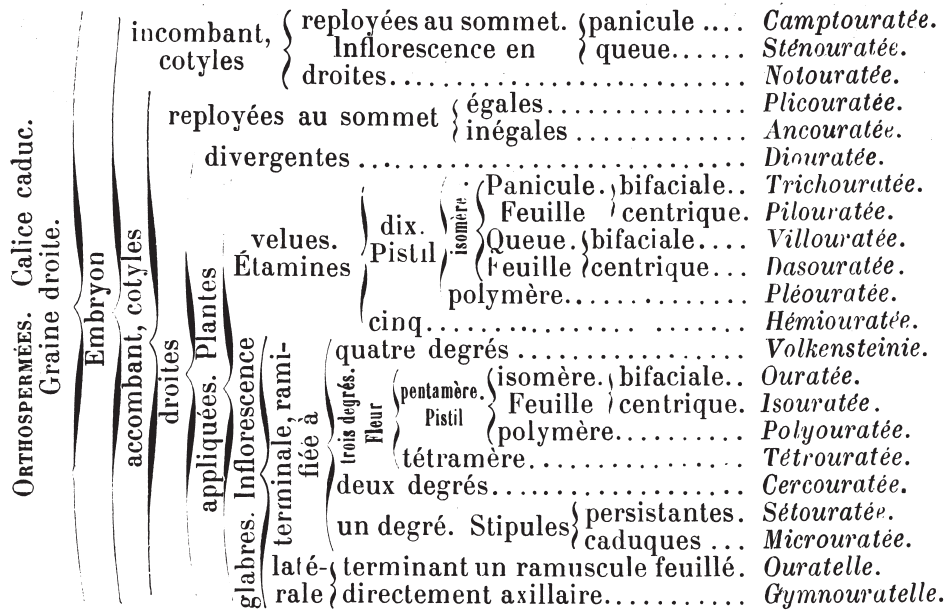 ORTHOSPERMÉES. Calice caduc.
Graine droite.
Embryon
incombant, cotyles
reployées au sommet. Inflorescence en
panicule .... Camptouratée.
queue...... Sténouratée.
droites........................ Notouratée.
accombant, cotyles
reployées au sommet
égales.............. Plicouratée.
inégales ............ Ancouratée.
divergentes ........................... Diouratée.
droites
appliquées. Plantes
velues. Étamines
dix. Pistil
isomère
Panicule. Feuille
bifaciale.. Trichouratée.
centrique. Pilouratée.
Queue. Feuille
bifaciale.... Villouratée.
centrique... Dasouratée.
polymère............. Pléouratée.
cinq...................... Hémiouratée.
glabres. Inflorescence
terminale, ramifiée à
quatre degrés ............... Volkensteinie.
trois degrés. Fleur
pentamère. Pistil
isomère. Feuille
bifaciale.. Ouratée.
centrique. Isouratée.
polymère......... Polyouratée.
tétramère............... Tétrouratée.
deux degrés................. Cercouratée.
un degré. Stipules
persistantes. Sétouratée.
caduques ... Microuratée.
laté-
rale
terminant un ramuscule feuillé. Ouratelle.
directement axillaire.......... Gymnouratelle.